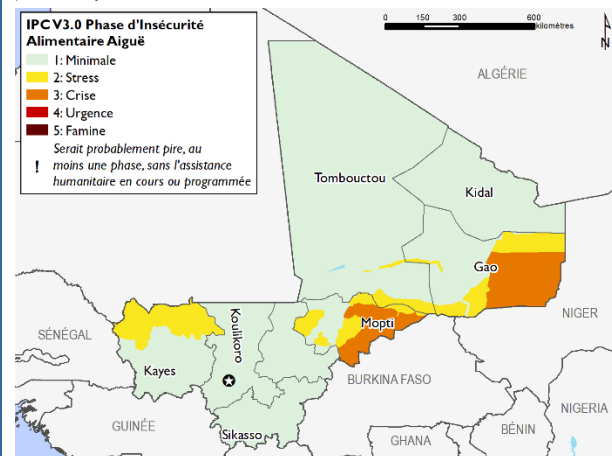 IPC V3.0 Phase d'Insécurité
Alimentaire Aiguë
1: Minimale
2: Stress
3: Crise
4: Urgence
5: Famine
Serait probablement pire, au
! moins une phase, sans l'assistance
humanitaire en cours ou programmée
0 150 300 600
kilomètres
N
ALGÉRIE
Tombouctou
Kidal
Gao
NIGER
Mopti
Koulikoro
SÉNÉGAL
Kayes
BURKINA FASO
GUINÉE
Sikasso
GHANA
BÉNIN
NIGERIA